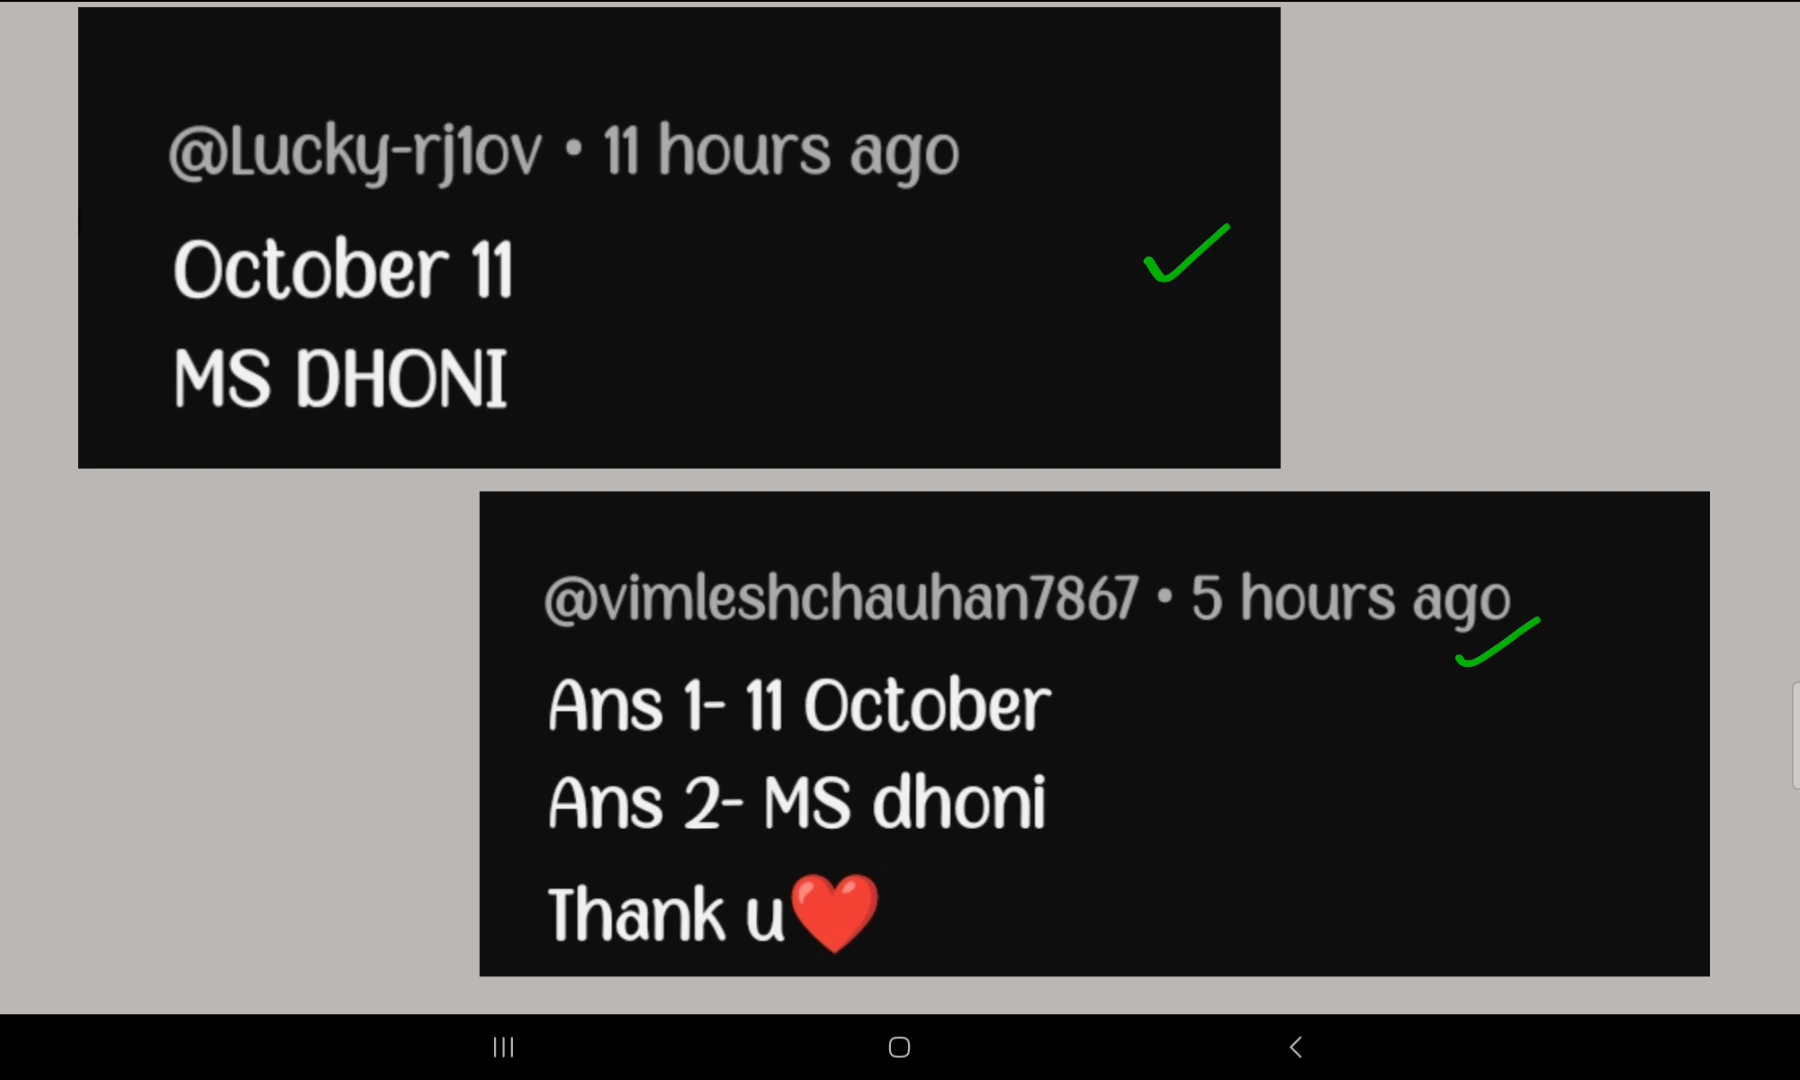 @Lucky-rj1ov • 11 hours ago
October 11
MS DHONI
@vimleshchauhan7867 • 5 hours ago
Ans 1- 11 October
Ans 2- MS dhoni
Thank u❤️